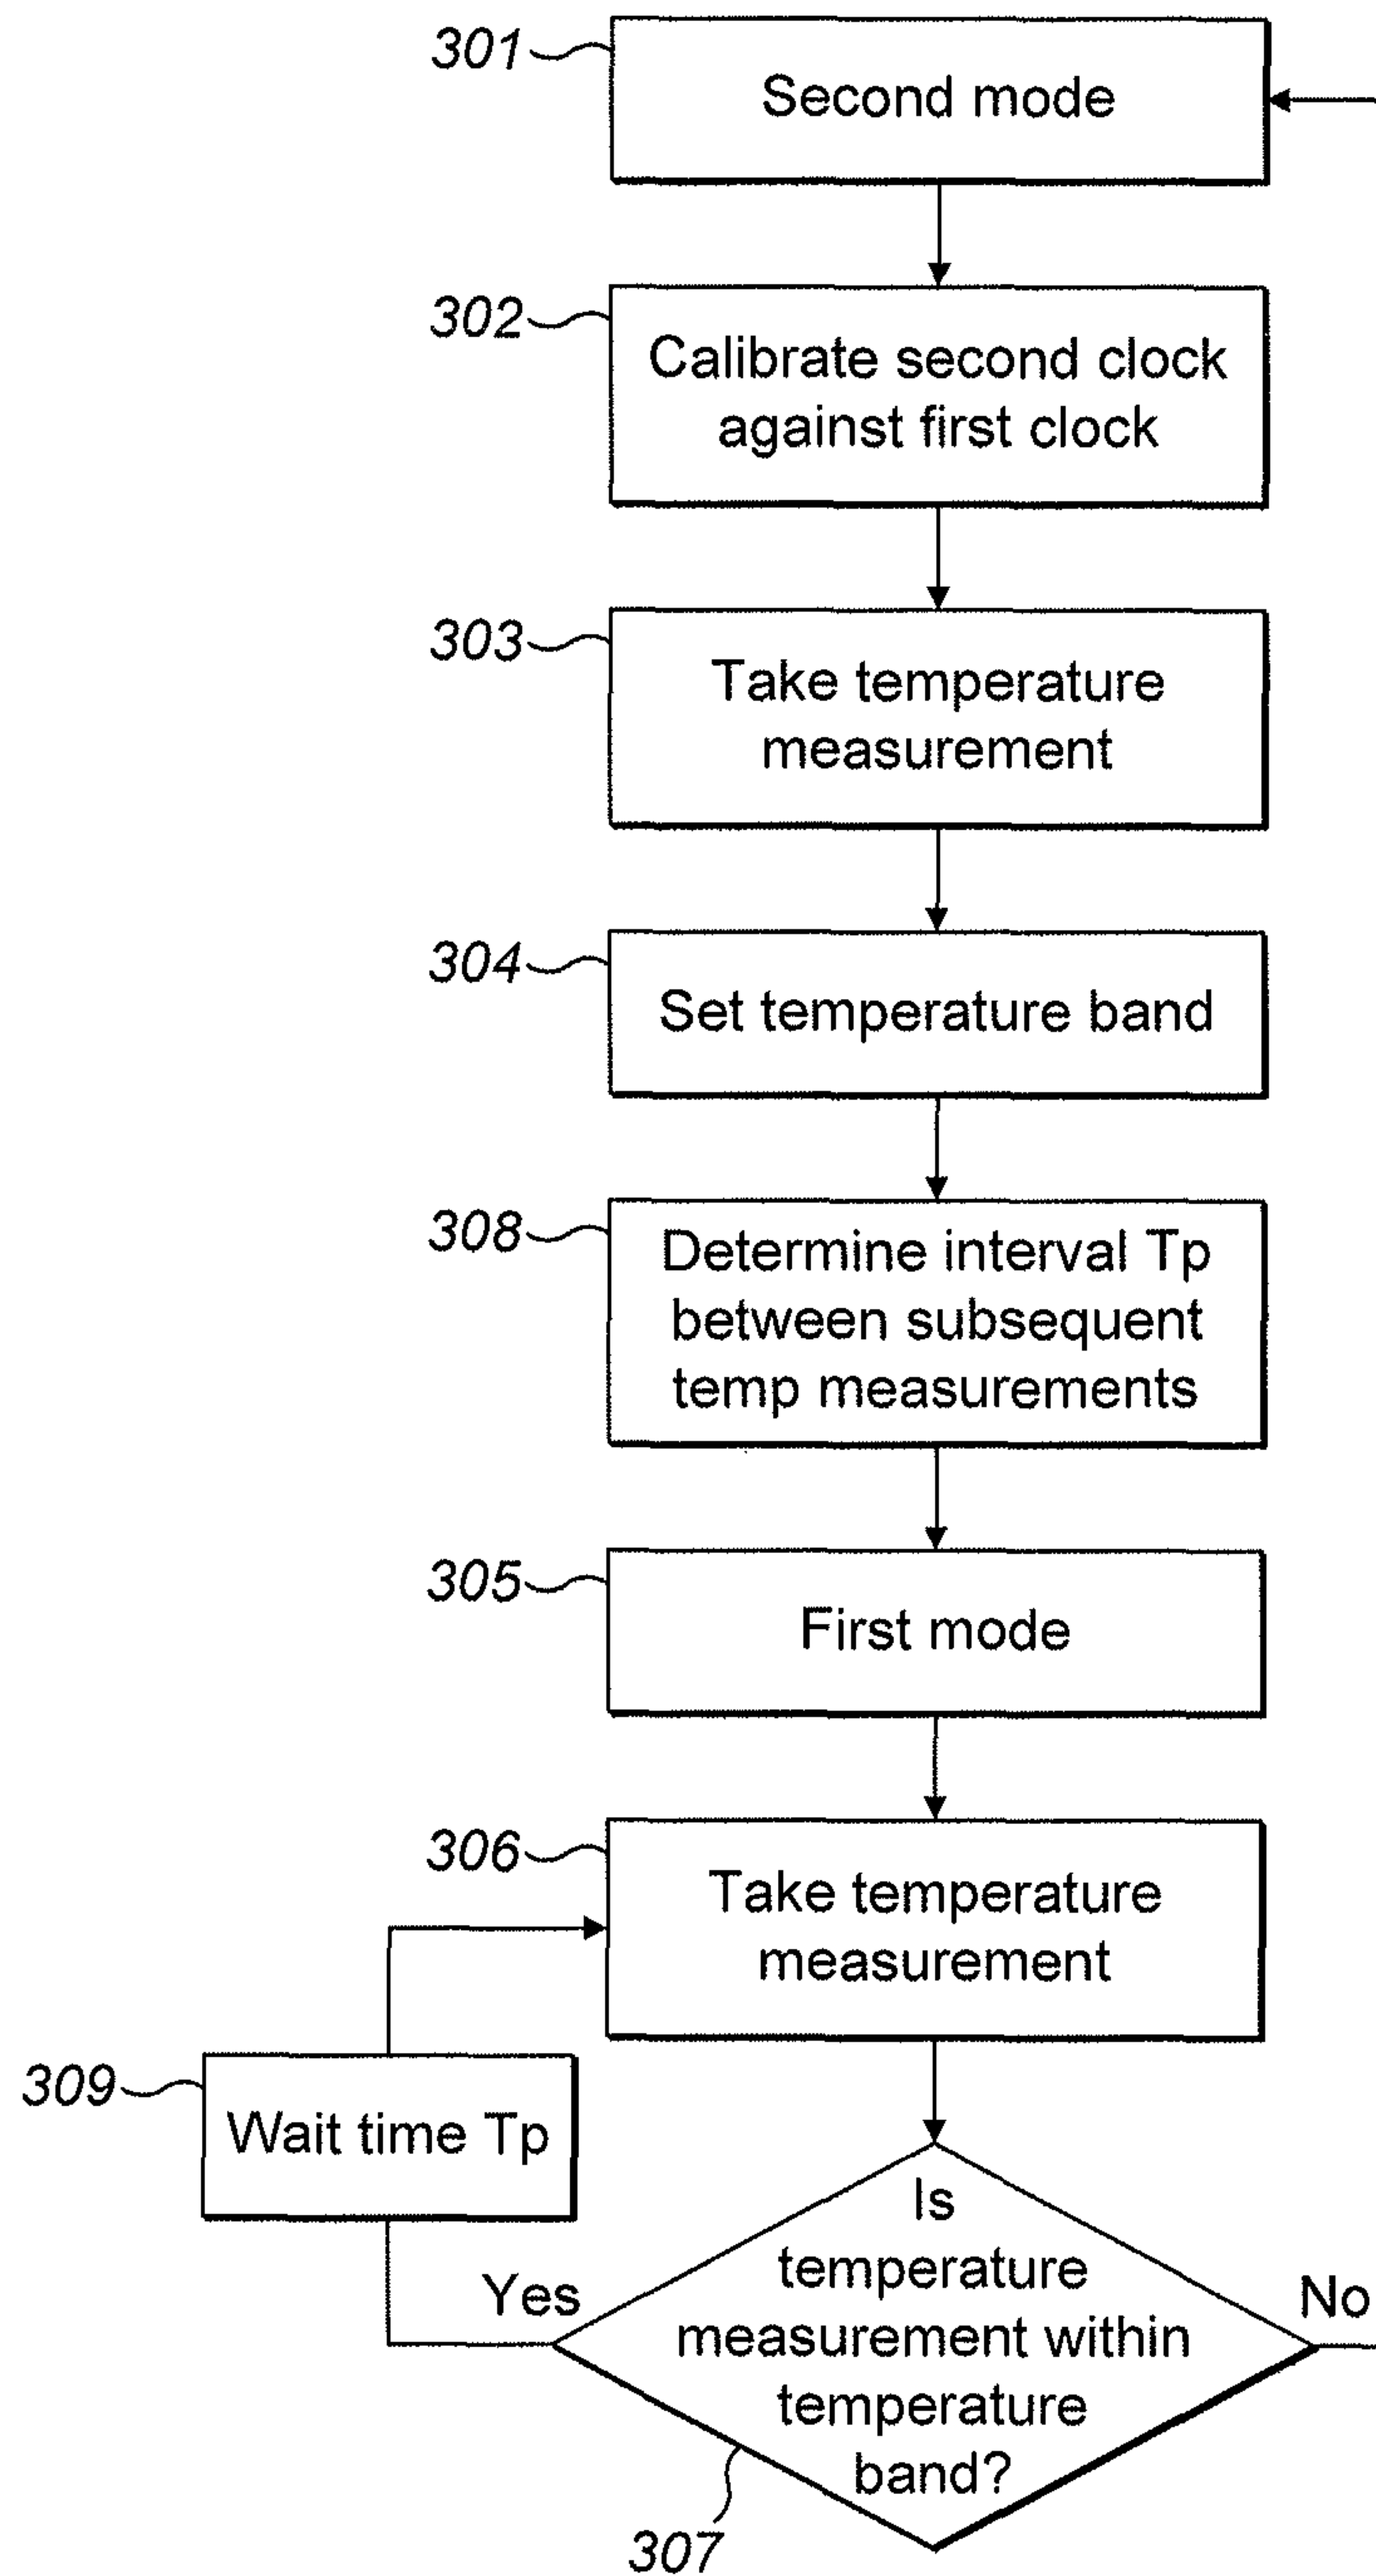 301
Second mode
302
Calibrate second clock
against first clock
303
Take temperature
measurement
304
Set temperature band
308
Determine interval Tp
between subsequent
temp measurements
305
First mode
306
Take temperature
measurement
309
Wait time Tp
Is
temperature
measurement within
temperature
band?
Yes
No
307